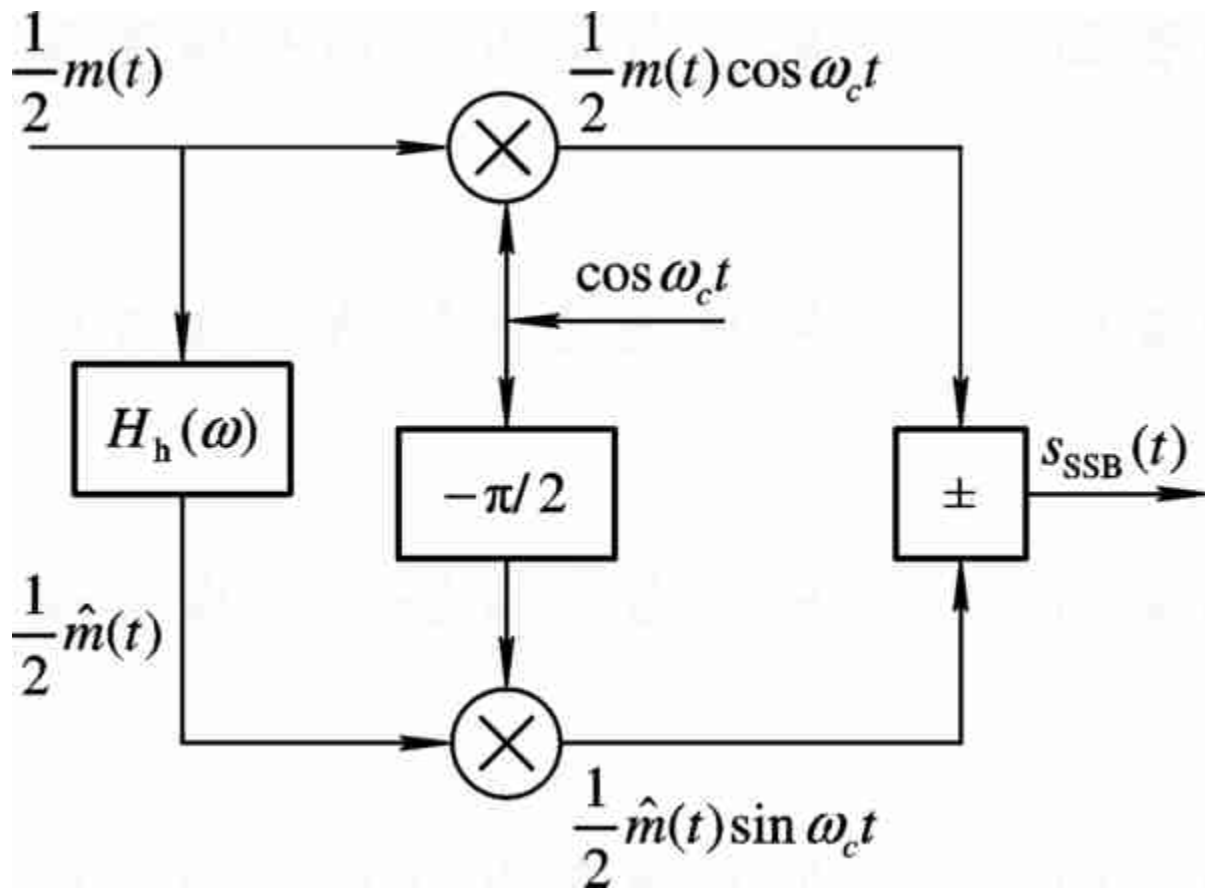 1/2 m(t)
1/2 m(t)cos ω_c t
cos ω_c t
H_h(ω)
−π/2
±
s_SSB(t)
1/2 m̂(t)
1/2 m̂(t)sin ω_c t